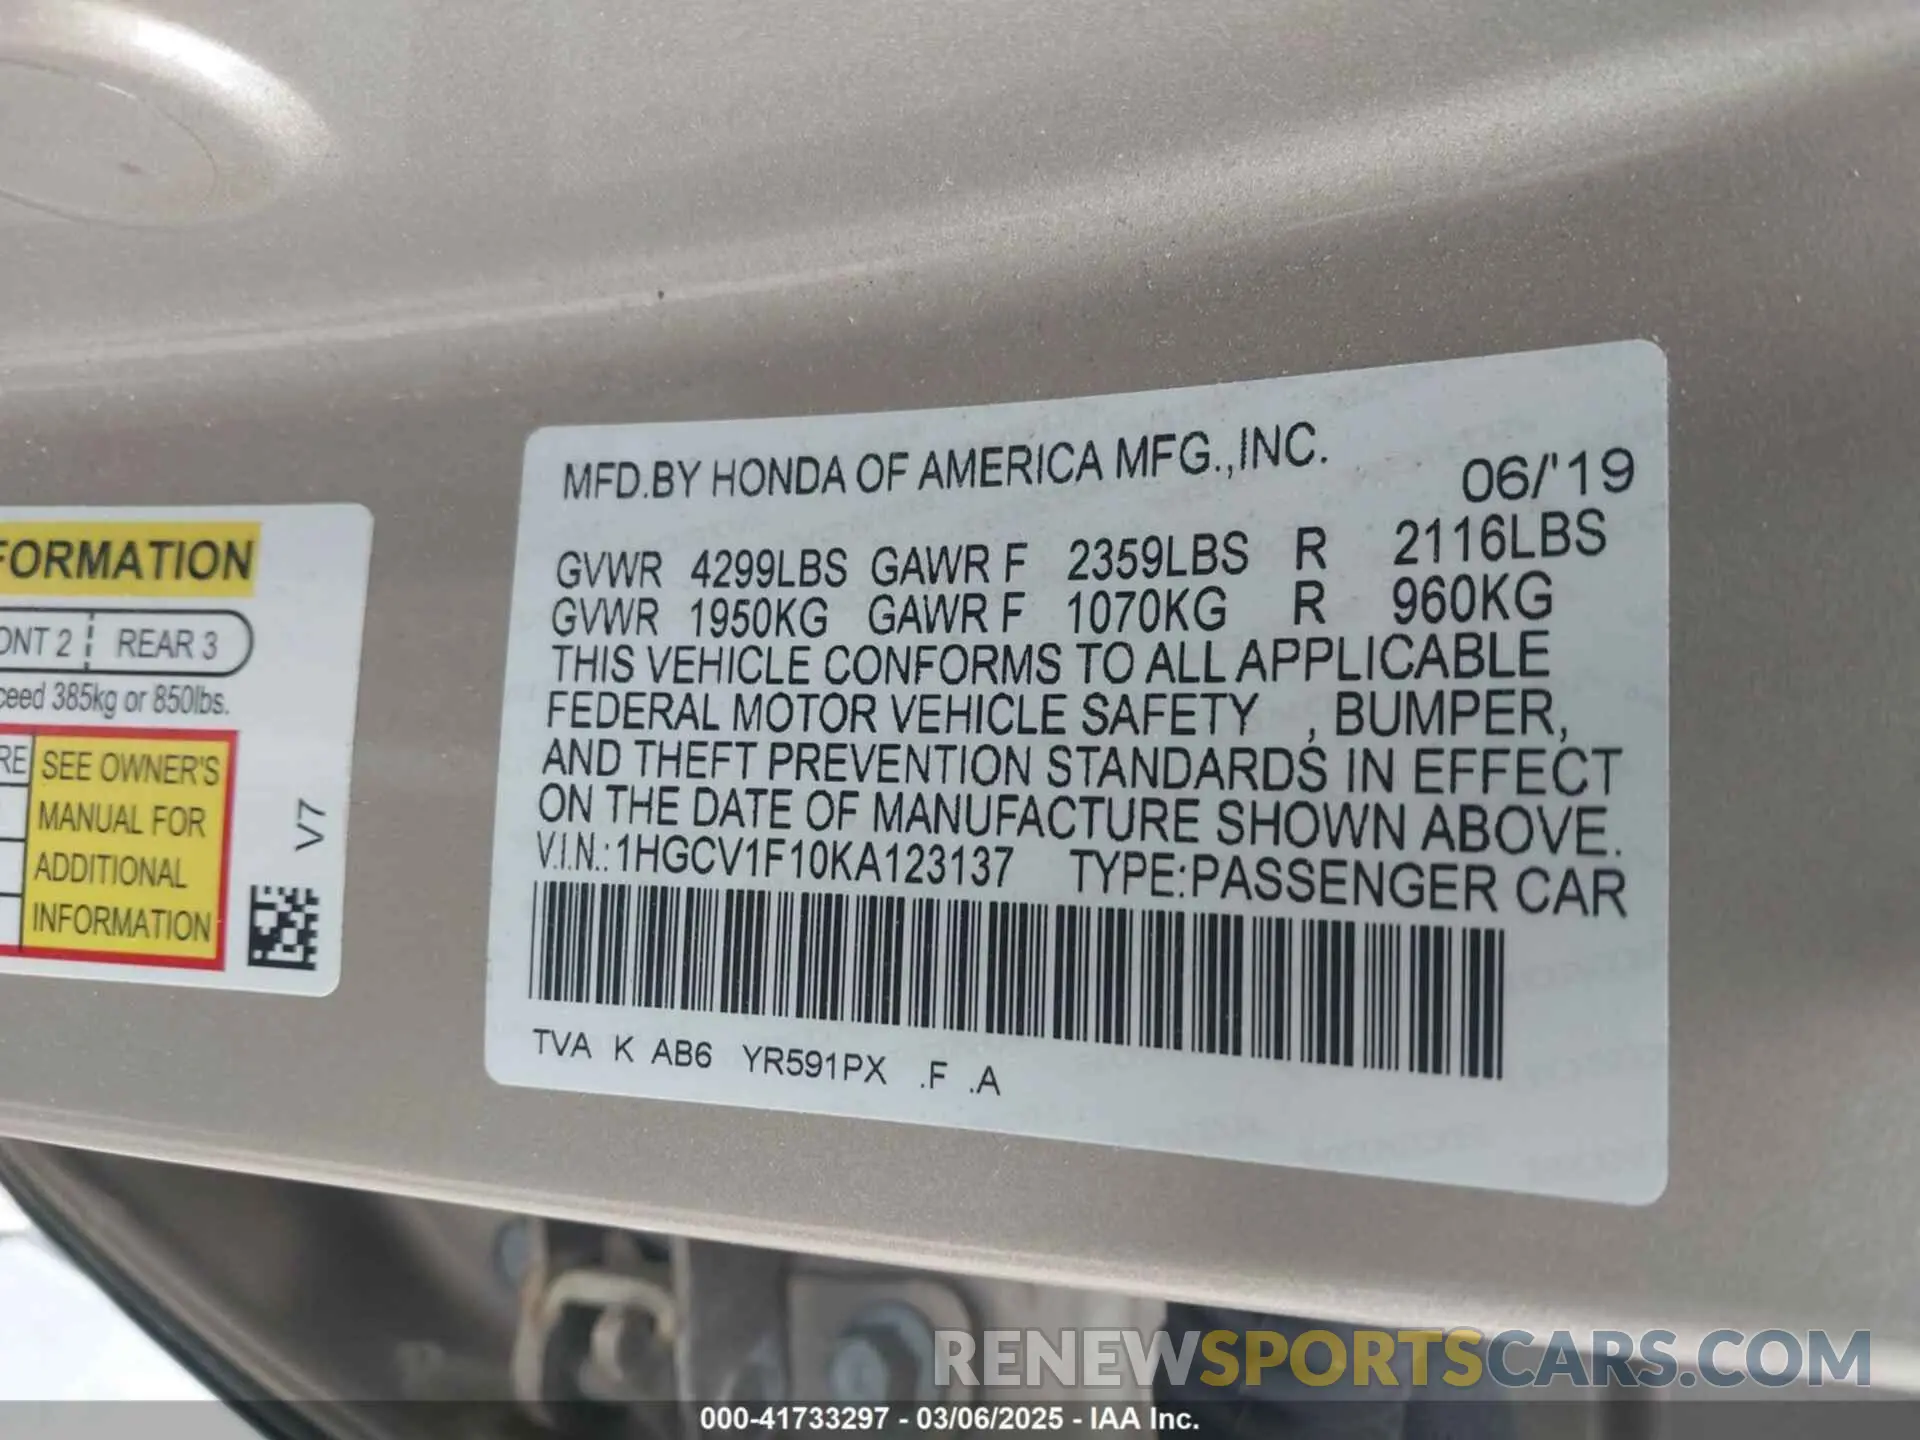 FORMATION
ONT 2 REAR 3
ceed 385kg or 850lbs.
RE
SEE OWNER'S
MANUAL FOR
ADDITIONAL
INFORMATION
V7
MFD.BY HONDA OF AMERICA MFG.,INC. 06/'19
GVWR 4299LBS GAWR F 2359LBS R 2116LBS
GVWR 1950KG GAWR F 1070KG R 960KG
THIS VEHICLE CONFORMS TO ALL APPLICABLE
FEDERAL MOTOR VEHICLE SAFETY , BUMPER,
AND THEFT PREVENTION STANDARDS IN EFFECT
ON THE DATE OF MANUFACTURE SHOWN ABOVE.
V.I.N.:1HGCV1F10KA123137 TYPE:PASSENGER CAR
TVA K AB6 YR591PX .F .A
RENEWSPORTSCARS.COM
000-41733297 - 03/06/2025 - IAA Inc.